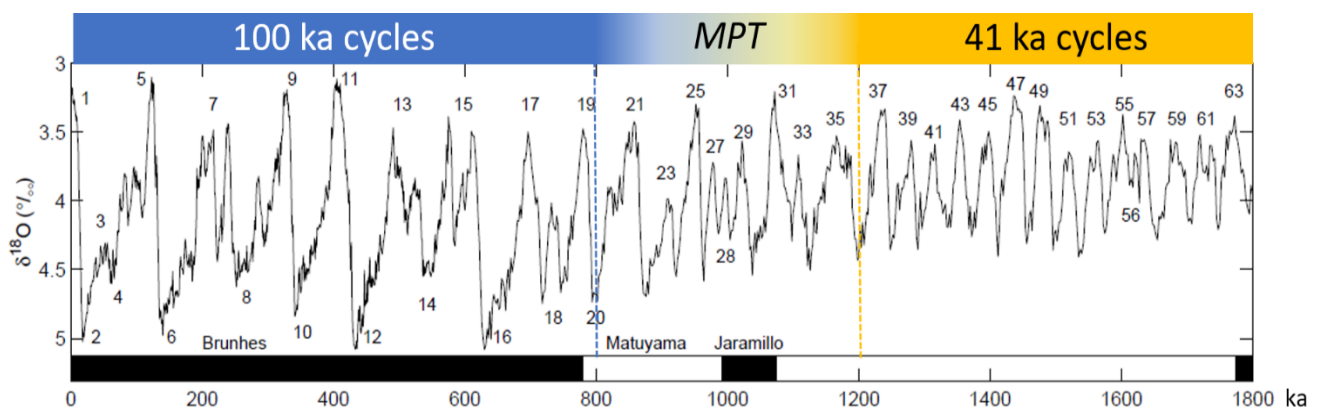 100 ka cycles MPT 41 ka cycles
3
3.5
4
4.5
5
δ18O (°/oo)
1 5 7 9 11 13 15 17 19 21 25 27 29 31 33 35 37 39 41 43 45 47 49 51 53 55 57 59 61 63
3 23 56
4 8 14 18 28
2 6 10 12 16 20
Brunhes Matuyama Jaramillo
0 200 400 600 800 1000 1200 1400 1600 1800 ka